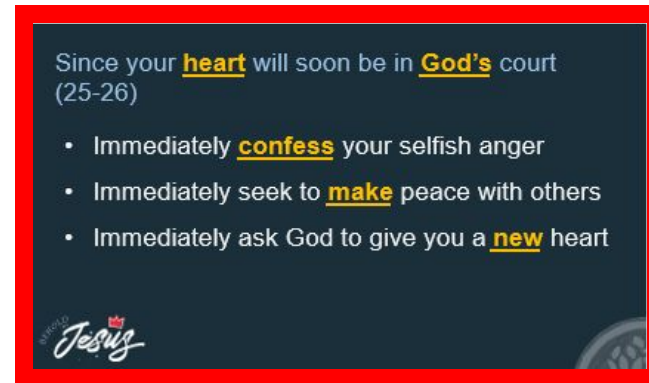 Since your heart will soon be in God's court
(25-26)
• Immediately confess your selfish anger
• Immediately seek to make peace with others
• Immediately ask God to give you a new heart
BEHOLD
Jesus